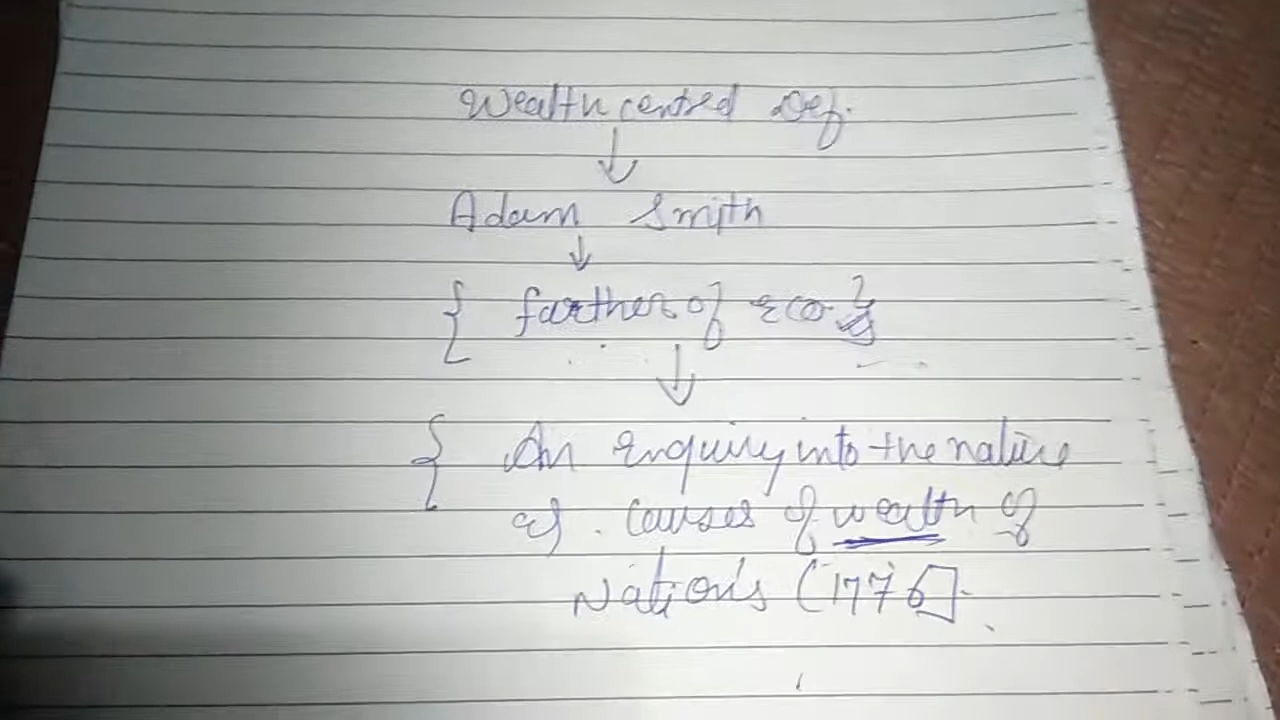 Wealth centred Def.
↓
Adam Smith
↓
{ farther of eco. }
↓
{ An Enquiry into the nature
of . causes of wealth of
Nation's (1776].